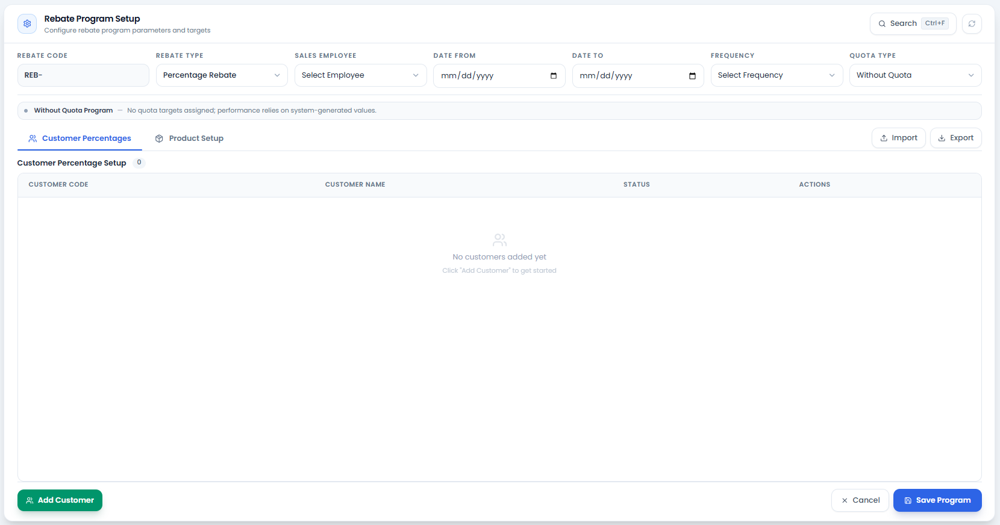 Rebate Program Setup
Configure rebate program parameters and targets
Search Ctrl+F
REBATE CODE
REB-
REBATE TYPE
Percentage Rebate
SALES EMPLOYEE
Select Employee
DATE FROM
mm/dd/yyyy
DATE TO
mm/dd/yyyy
FREQUENCY
Select Frequency
QUOTA TYPE
Without Quota
Without Quota Program — No quota targets assigned; performance relies on system-generated values.
Customer Percentages
Product Setup
Import
Export
Customer Percentage Setup 0
CUSTOMER CODE CUSTOMER NAME STATUS ACTIONS
No customers added yet
Click "Add Customer" to get started
Add Customer
Cancel
Save Program